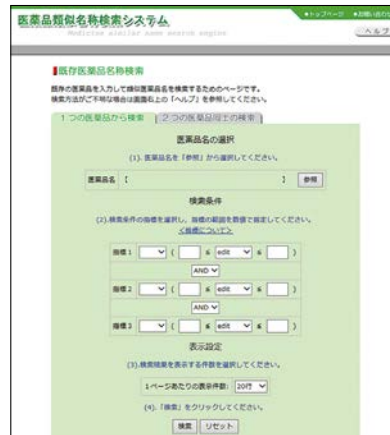 医薬品類似名称検索システム
Medicine similar name search engine
●トップページ ●お問い合わせ
ヘルプ
既存医薬品名称検索
既存の医薬品を入力して類似医薬品名を検索するためのページです。
検索方法がご不明な場合は画面右上の「ヘルプ」を参照してください。
1つの医薬品から検索 2つの医薬品同士の検索
医薬品名の選択
(1). 医薬品名を「参照」から選択してください。
医薬品名 【 】 参照
検索条件
(2).検索条件の指標を選択し、指標の範囲を数値で指定してください。
<指標について>
指標1 ( ≤ edit ≤ )
AND
指標2 ( ≤ edit ≤ )
AND
指標3 ( ≤ edit ≤ )
表示設定
(3).検索結果を表示する件数を選択してください。
1ページあたりの表示件数: 20行
(4).「検索」をクリックしてください。
検索 リセット